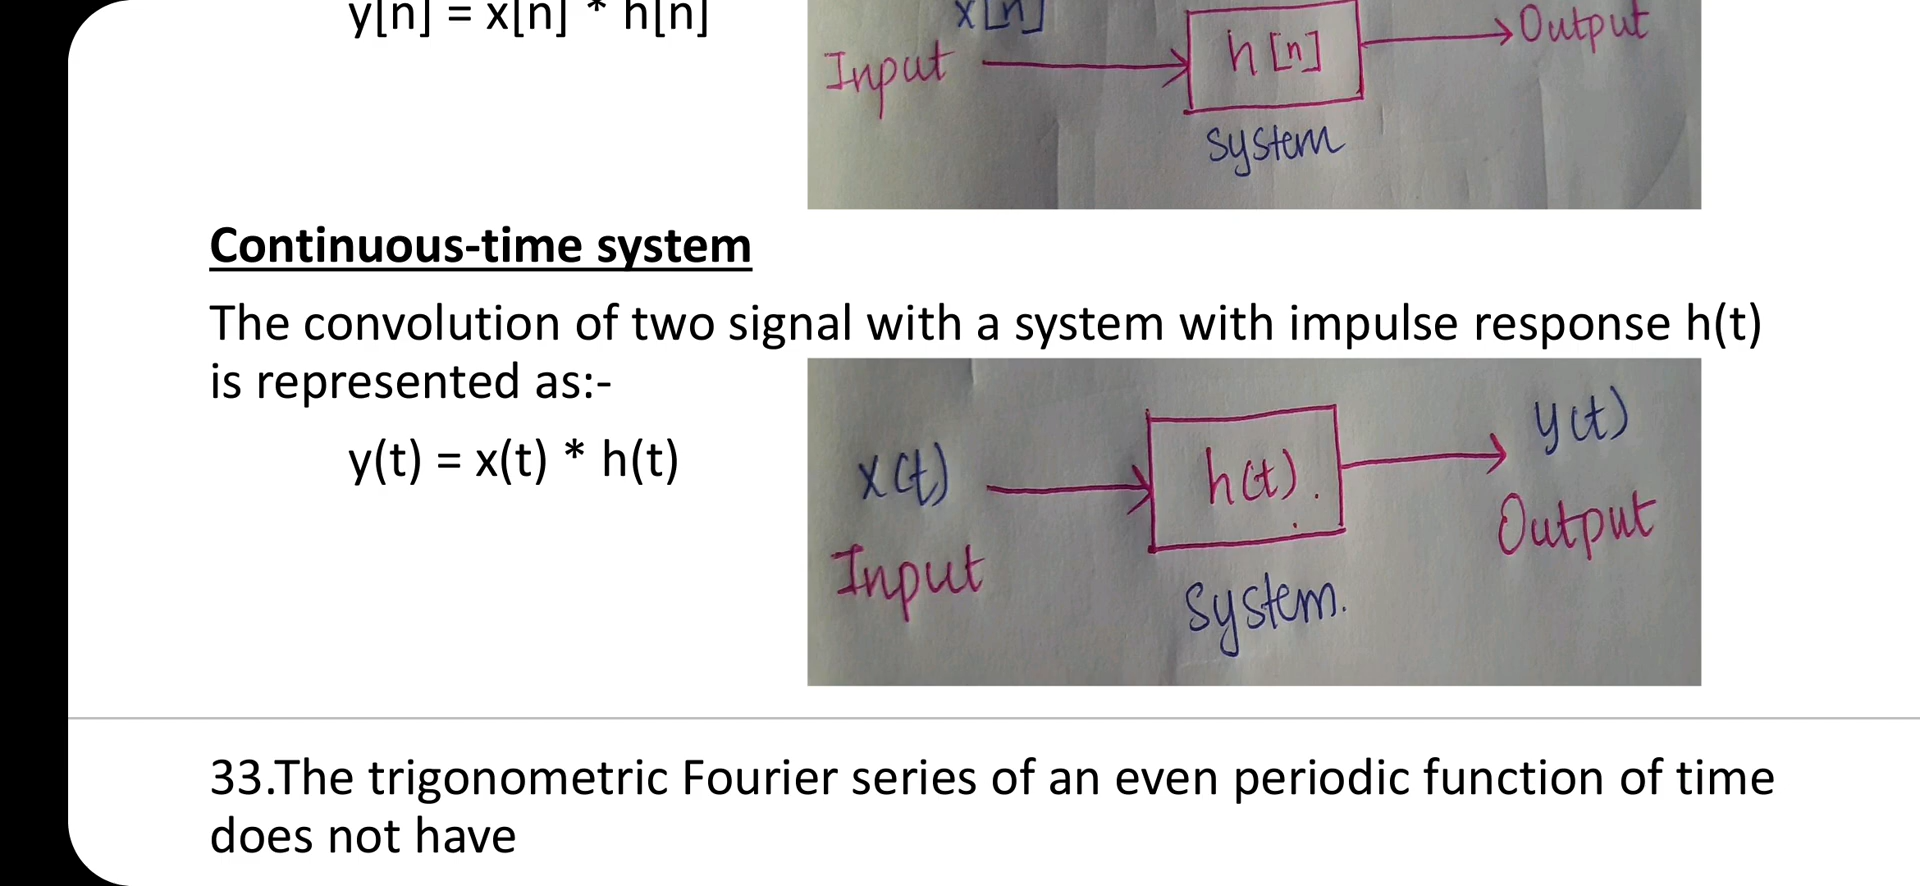 y[n] = x[n] * h[n]
x[n]
Input
h[n]
Output
System
Continuous-time system
The convolution of two signal with a system with impulse response h(t)
is represented as:-
y(t) = x(t) * h(t)
x(t)
Input
h(t).
System.
y(t)
Output
33.The trigonometric Fourier series of an even periodic function of time
does not have